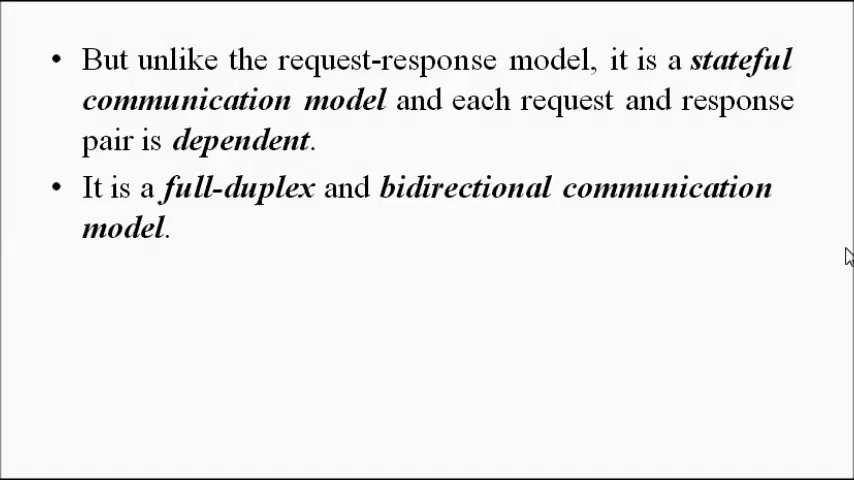 • But unlike the request-response model, it is a stateful
communication model and each request and response
pair is dependent.
• It is a full-duplex and bidirectional communication
model.